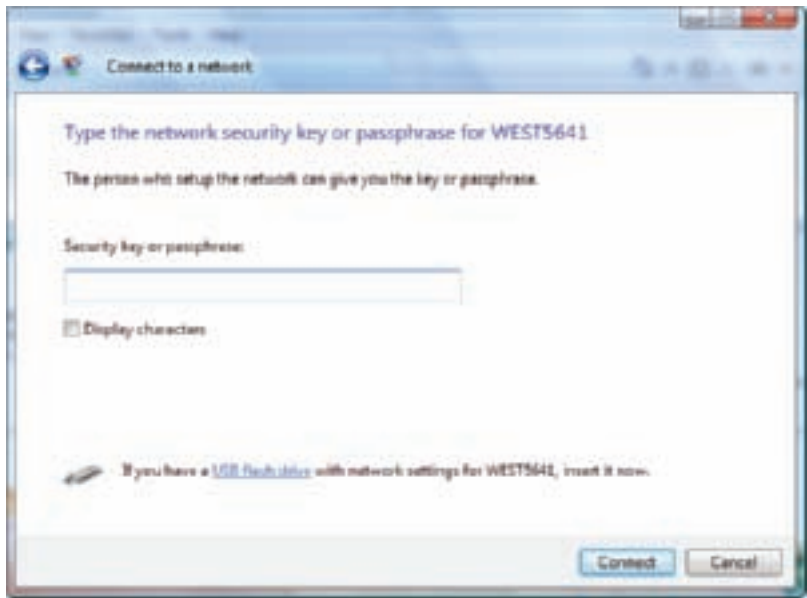 Connect to a network
Type the network security key or passphrase for WEST5641
The person who setup the network can give you the key or passphrase.
Security key or passphrase:
Display characters
If you have a USB flash drive with network settings for WEST5641, insert it now.
Connect
Cancel